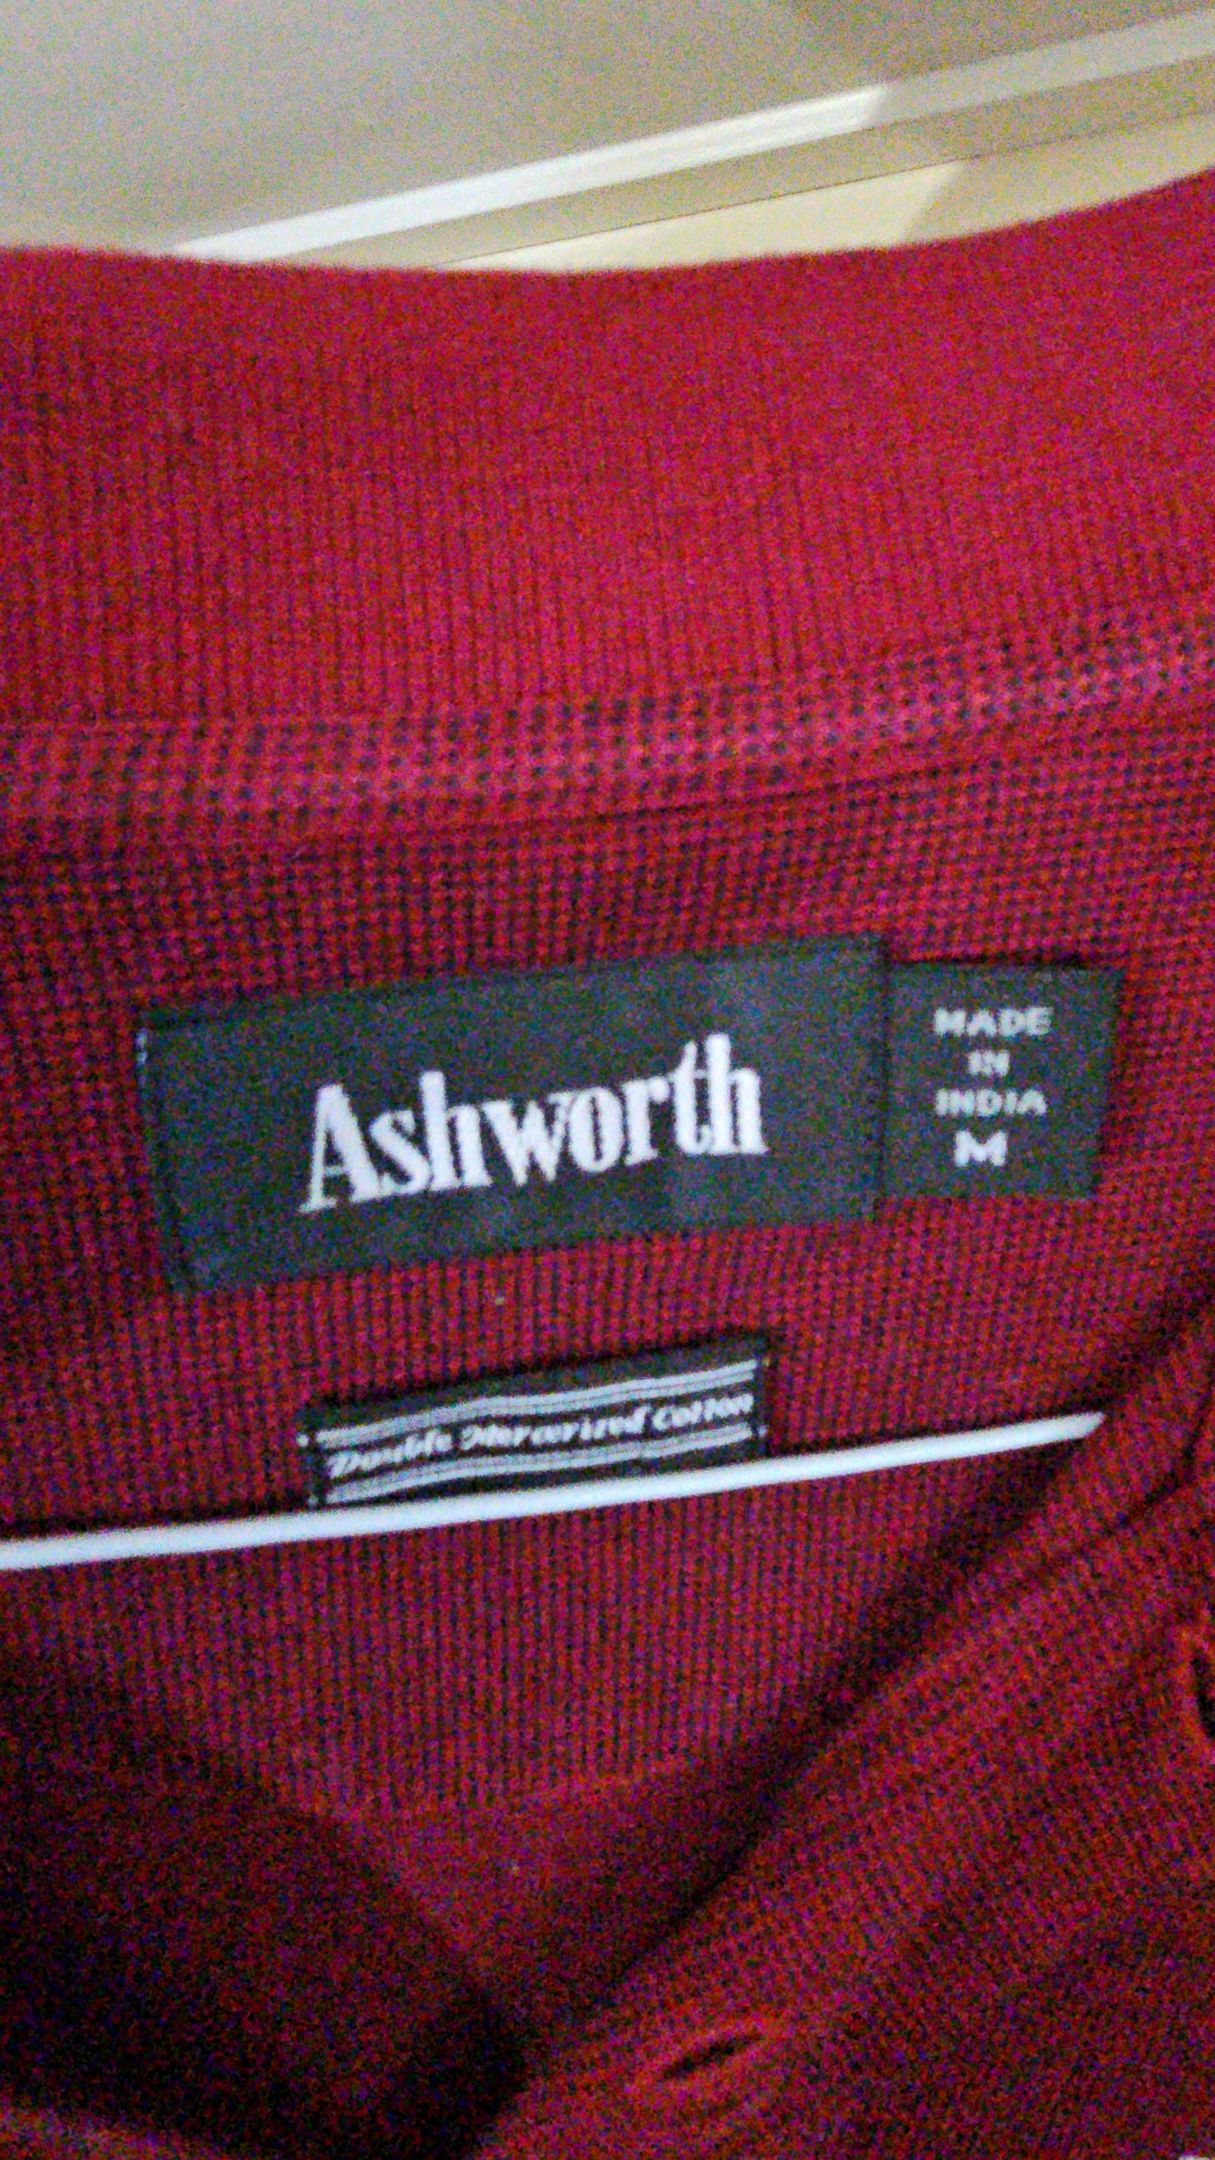 Ashworth
MADE
IN
INDIA
M
Double Mercerized Cotton